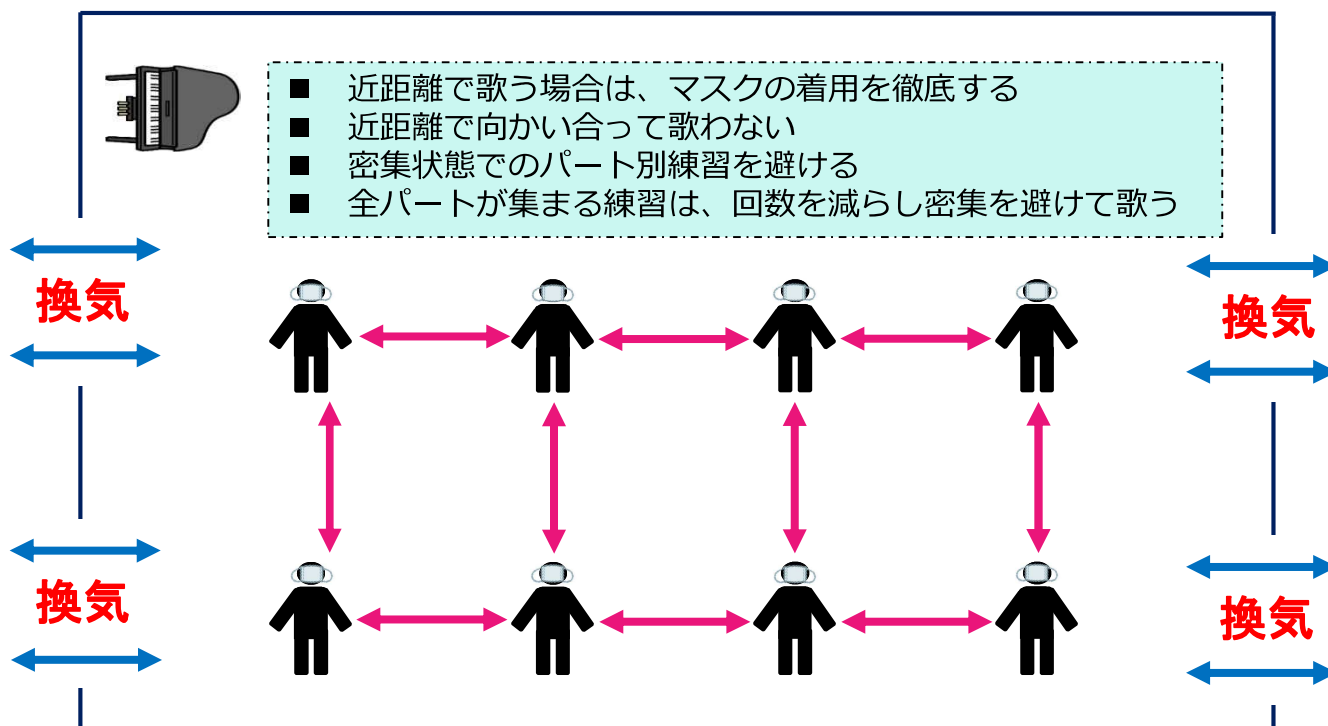 ■ 近距離で歌う場合は、マスクの着用を徹底する
■ 近距離で向かい合って歌わない
■ 密集状態でのパート別練習を避ける
■ 全パートが集まる練習は、回数を減らし密集を避けて歌う
換気
換気
換気
換気